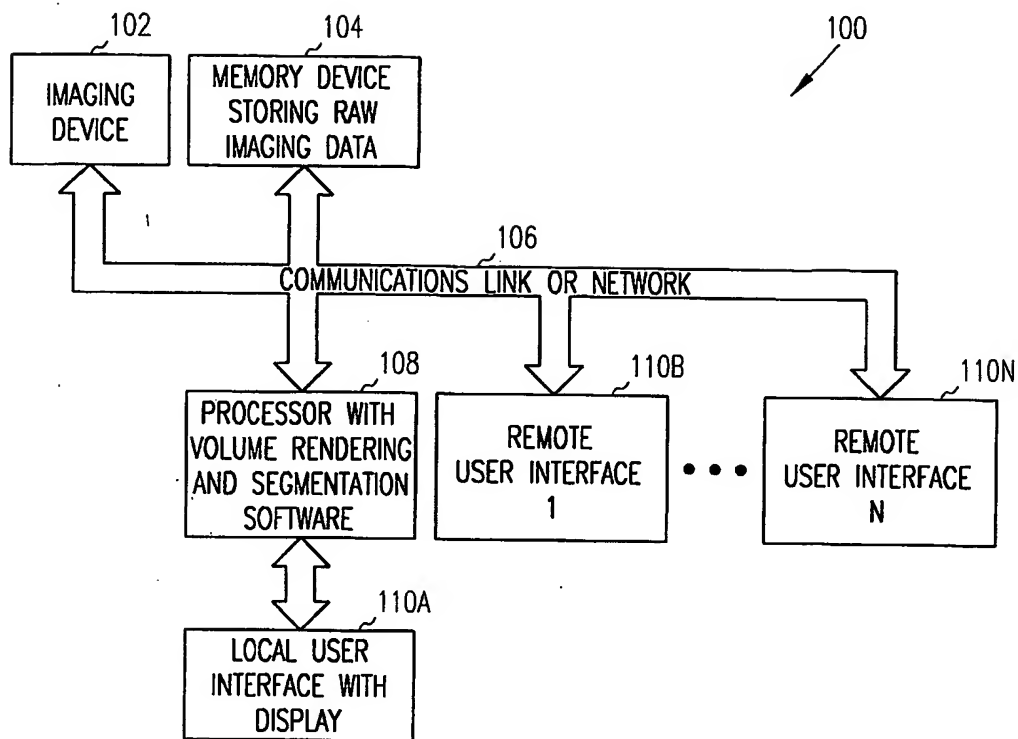 102
104
100
IMAGING
DEVICE
MEMORY DEVICE
STORING RAW
IMAGING DATA
106
COMMUNICATIONS LINK OR NETWORK
108
110B
110N
PROCESSOR WITH
VOLUME RENDERING
AND SEGMENTATION
SOFTWARE
REMOTE
USER INTERFACE
1
REMOTE
USER INTERFACE
N
110A
LOCAL USER
INTERFACE WITH
DISPLAY